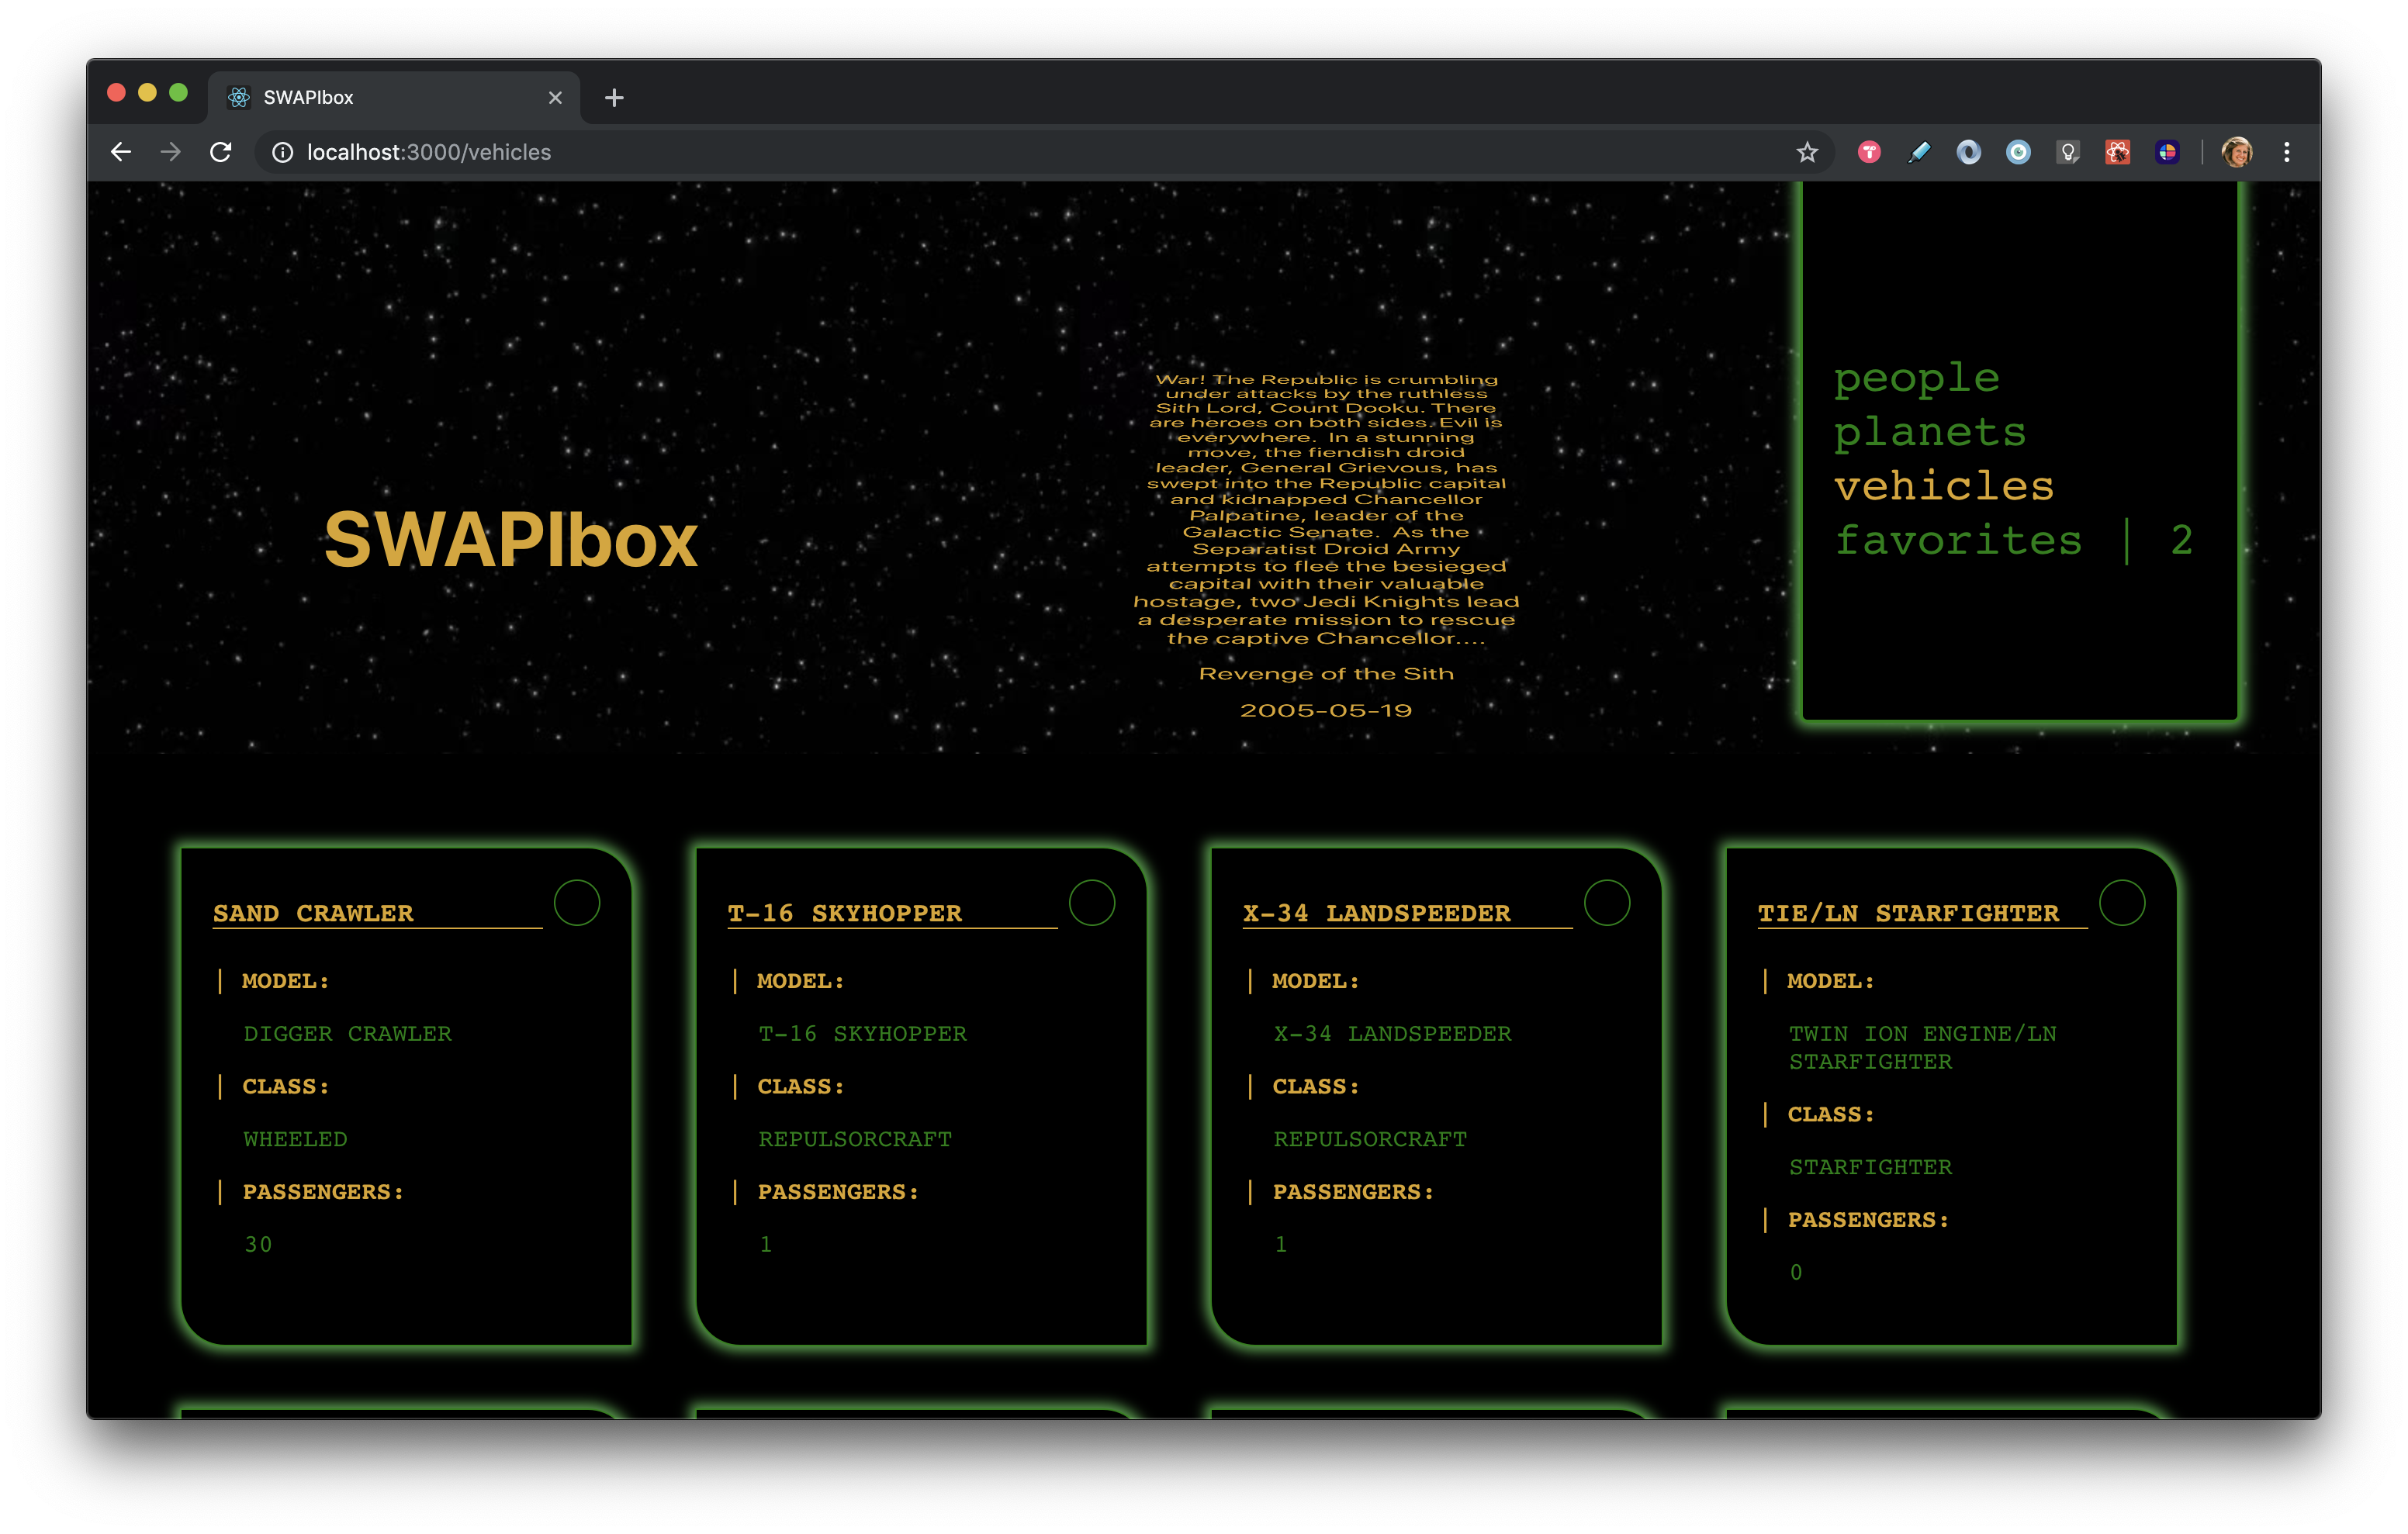 SWAPIbox
localhost:3000/vehicles
SWAPIbox
War! The Republic is crumbling
under attacks by the ruthless
Sith Lord, Count Dooku. There
are heroes on both sides. Evil is
everywhere.  In a stunning
move, the fiendish droid
leader, General Grievous, has
swept into the Republic capital
and kidnapped Chancellor
Palpatine, leader of the
Galactic Senate.  As the
Separatist Droid Army
attempts to flee the besieged
capital with their valuable
hostage, two Jedi Knights lead
a desperate mission to rescue
the captive Chancellor....
Revenge of the Sith
2005-05-19
people
planets
vehicles
favorites | 2
SAND CRAWLER
| MODEL:
DIGGER CRAWLER
| CLASS:
WHEELED
| PASSENGERS:
30
T-16 SKYHOPPER
| MODEL:
T-16 SKYHOPPER
| CLASS:
REPULSORCRAFT
| PASSENGERS:
1
X-34 LANDSPEEDER
| MODEL:
X-34 LANDSPEEDER
| CLASS:
REPULSORCRAFT
| PASSENGERS:
1
TIE/LN STARFIGHTER
| MODEL:
TWIN ION ENGINE/LN
STARFIGHTER
| CLASS:
STARFIGHTER
| PASSENGERS:
0